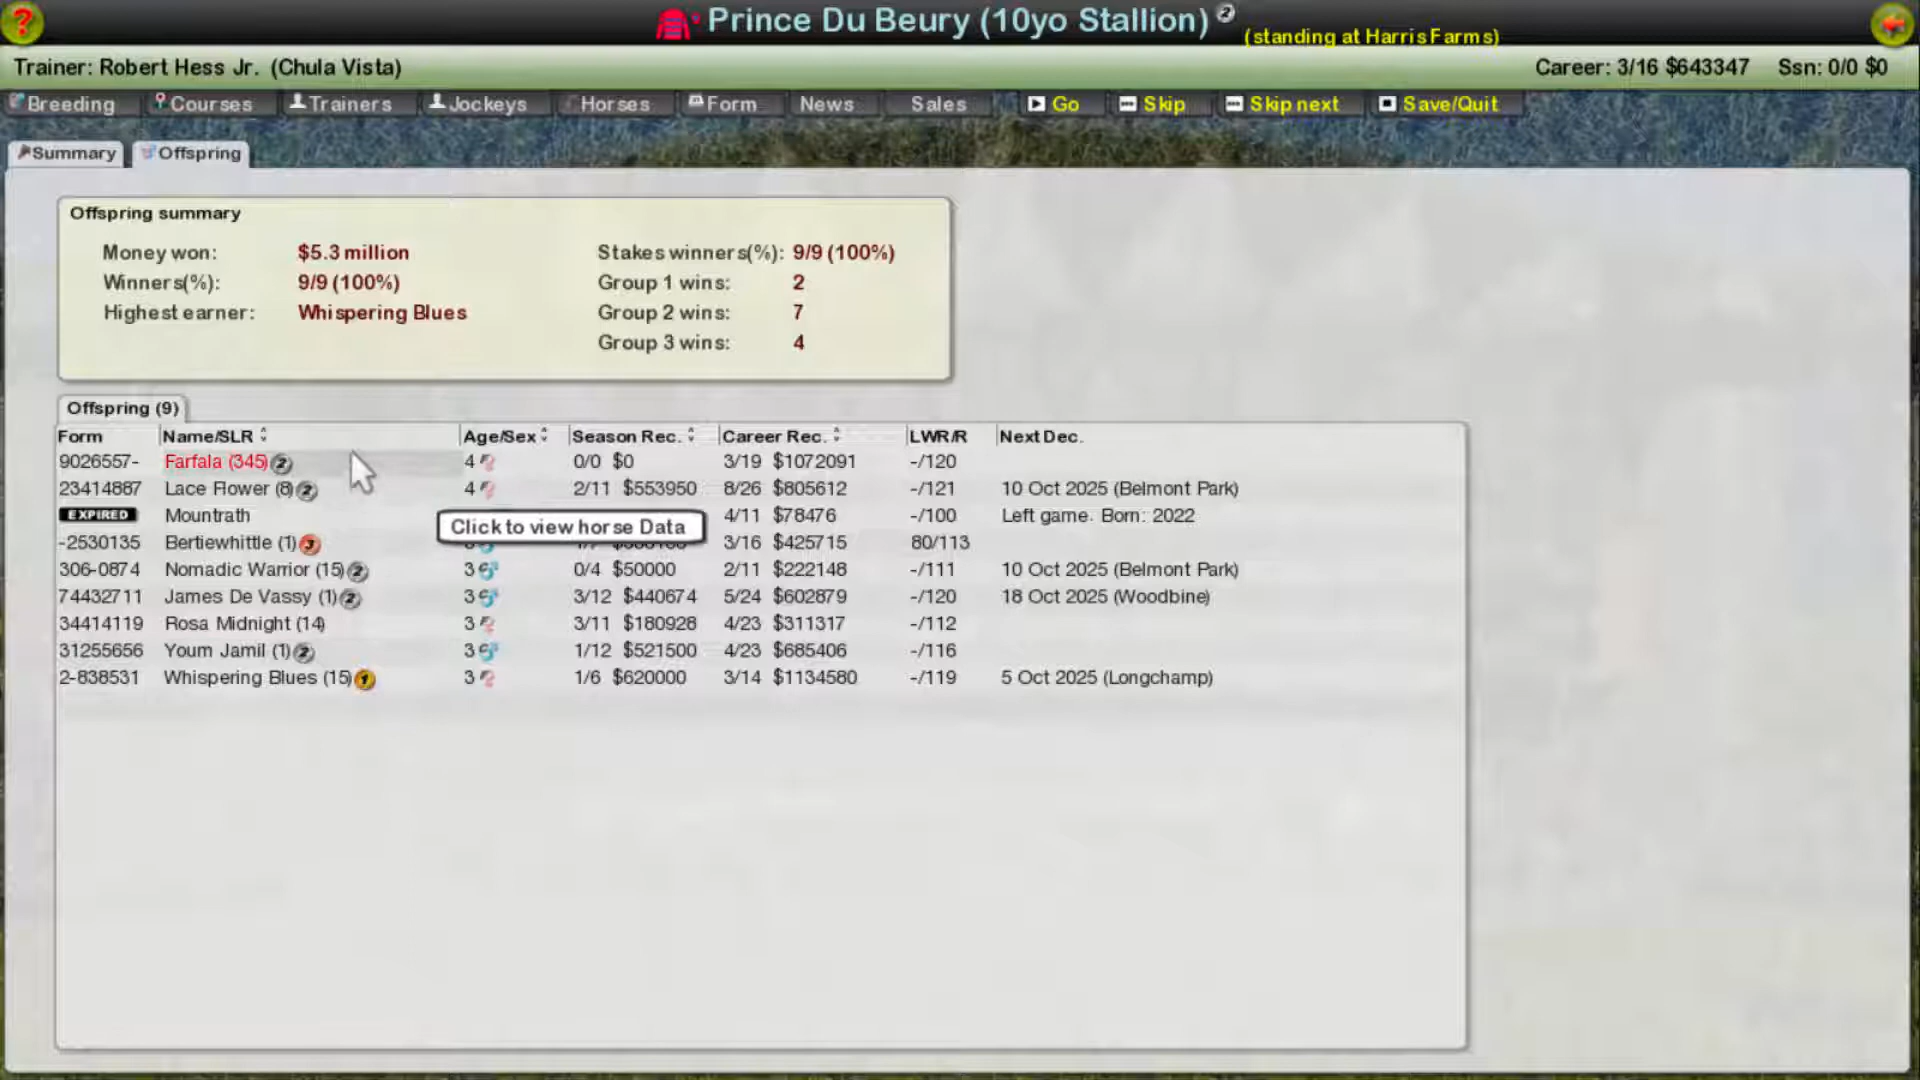 ? Prince Du Beury (10yo Stallion) 2 (standing at Harris Farms)
Trainer: Robert Hess Jr. (Chula Vista) Career: 3/16 $643347 Ssn: 0/0 $0
Breeding Courses Trainers Jockeys Horses Form News Sales Go Skip Skip next Save/Quit
Summary Offspring
Offspring summary
Money won: $5.3 million Stakes winners(%): 9/9 (100%)
Winners(%): 9/9 (100%) Group 1 wins: 2
Highest earner: Whispering Blues Group 2 wins: 7
Group 3 wins: 4
Offspring (9)
Form Name/SLR Age/Sex Season Rec. Career Rec. LWR/R Next Dec.
9026557- Farfala (345) 2 4 0/0 $0 3/19 $1072091 -/120
23414887 Lace Flower (8) 2 4 2/11 $553950 8/26 $805612 -/121 10 Oct 2025 (Belmont Park)
EXPIRED Mountrath 4/11 $78476 -/100 Left game. Born: 2022
Click to view horse Data
-2530135 Bertiewhittle (1) 3 3/16 $425715 80/113
306-0874 Nomadic Warrior (15) 2 3 0/4 $50000 2/11 $222148 -/111 10 Oct 2025 (Belmont Park)
74432711 James De Vassy (1) 2 3 3/12 $440674 5/24 $602879 -/120 18 Oct 2025 (Woodbine)
34414119 Rosa Midnight (14) 3 3/11 $180928 4/23 $311317 -/112
31255656 Youm Jamil (1) 2 3 1/12 $521500 4/23 $685406 -/116
2-838531 Whispering Blues (15) 1 3 1/6 $620000 3/14 $1134580 -/119 5 Oct 2025 (Longchamp)